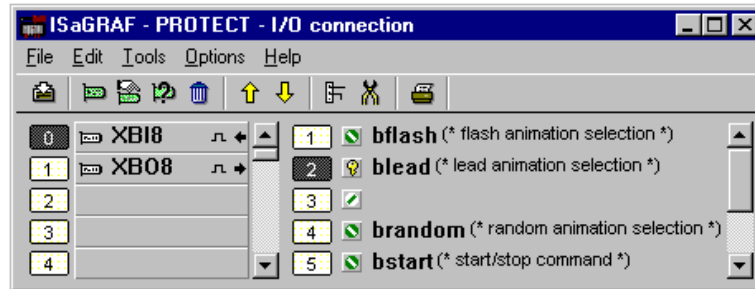 ISaGRAF - PROTECT - I/O connection
File Edit Tools Options Help
0 XBI8
1 XBO8
2
3
4
1 bflash (* flash animation selection *)
2 blead (* lead animation selection *)
3
4 brandom (* random animation selection *)
5 bstart (* start/stop command *)